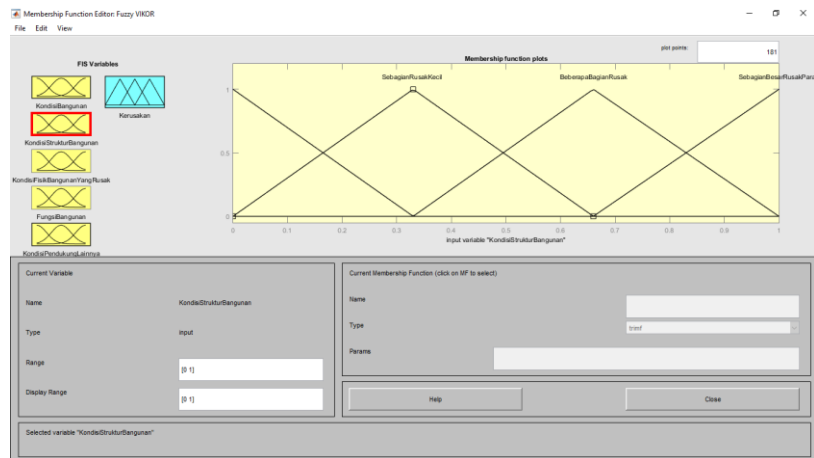 Membership Function Editor: Fuzzy VIKOR
File Edit View
FIS Variables
KondisiBangunan
Kerusakan
KondisiStrukturBangunan
KondisiFisikBangunanYangRusak
FungsiBangunan
KondisiPendukungLainnya
plot points:
181
Membership function plots
SebagianRusakKecil
BeberapaBagianRusak
SebagianBesarRusakPara
1
0.5
0
0 0.1 0.2 0.3 0.4 0.5 0.6 0.7 0.8 0.9 1
input variable "KondisiStrukturBangunan"
Current Variable
Name KondisiStrukturBangunan
Type input
Range [0 1]
Display Range [0 1]
Current Membership Function (click on MF to select)
Name
Type trimf
Params
Help Close
Selected variable "KondisiStrukturBangunan"